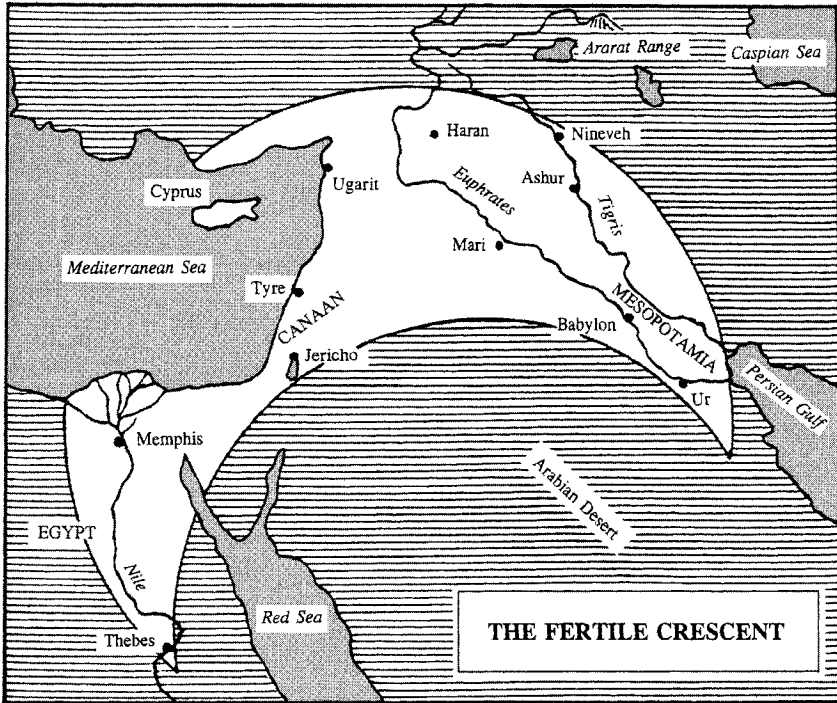 Ararat Range
Caspian Sea
Haran
Nineveh
Cyprus
Ugarit
Euphrates
Ashur
Tigris
Mari
Mediterranean Sea
Tyre
CANAAN
Babylon
MESOPOTAMIA
Jericho
Persian Gulf
Ur
Memphis
Arabian Desert
EGYPT
Nile
Red Sea
Thebes
THE FERTILE CRESCENT